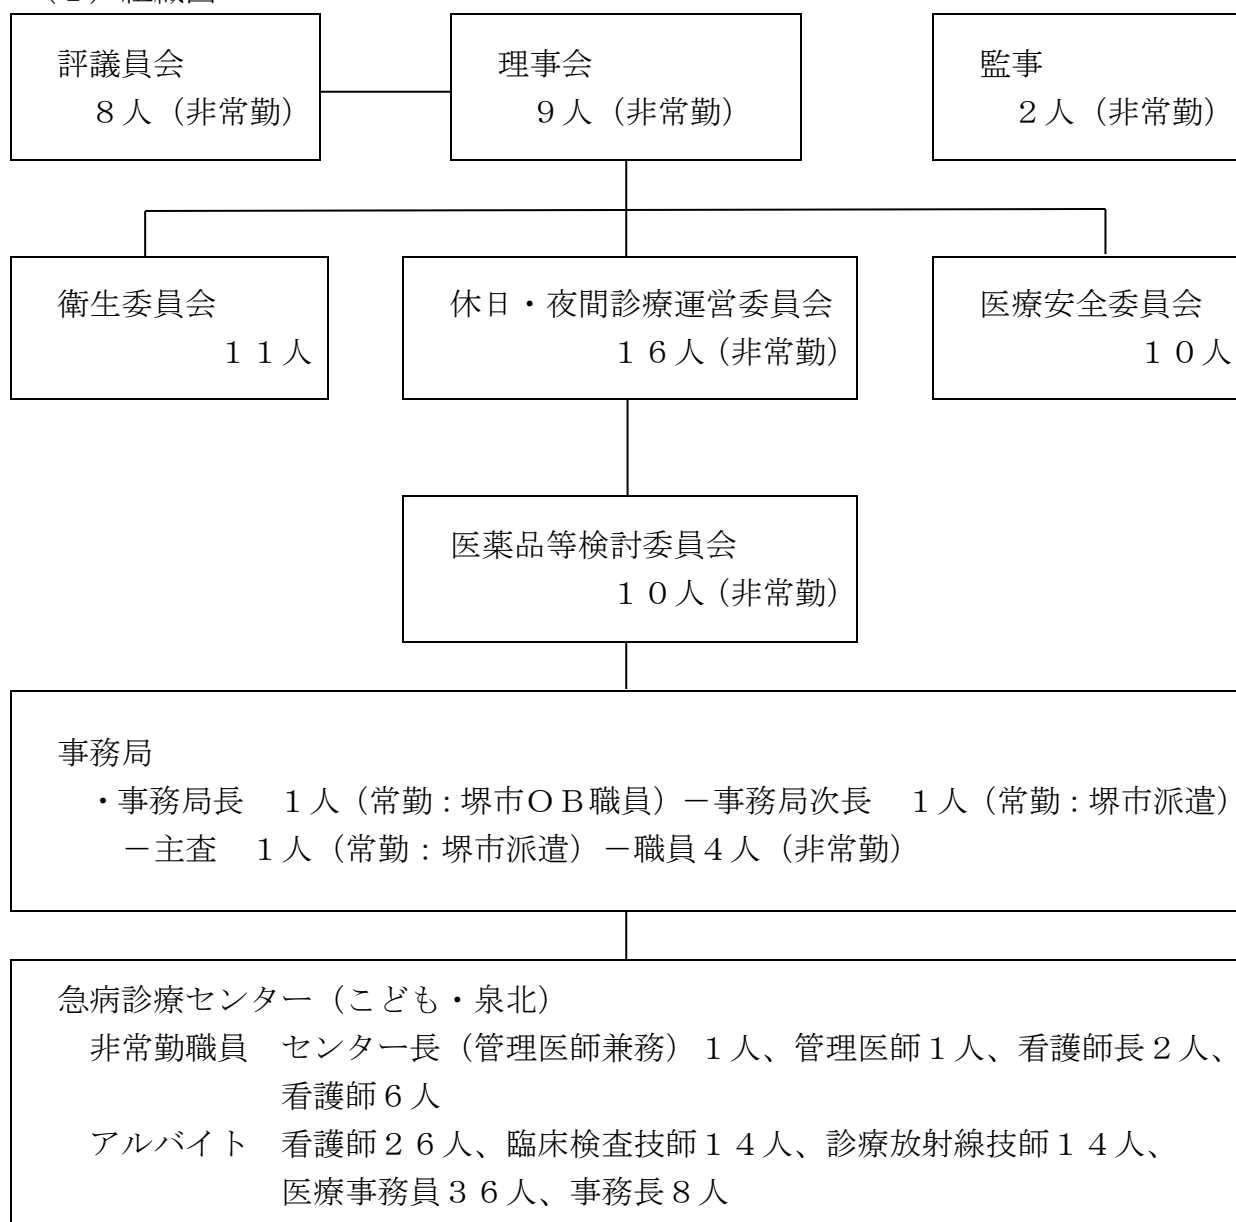 評議員会
8人（非常勤）
理事会
9人（非常勤）
監事
2人（非常勤）
衛生委員会
11人
休日・夜間診療運営委員会
16人（非常勤）
医療安全委員会
10人
医薬品等検討委員会
10人（非常勤）
事務局
・事務局長　1人（常勤：堺市ＯＢ職員）－事務局次長　1人（常勤：堺市派遣）
－主査　1人（常勤：堺市派遣）－職員4人（非常勤）
急病診療センター（こども・泉北）
非常勤職員　センター長（管理医師兼務）1人、管理医師1人、看護師長2人、
看護師6人
アルバイト　看護師26人、臨床検査技師14人、診療放射線技師14人、
医療事務員36人、事務長8人